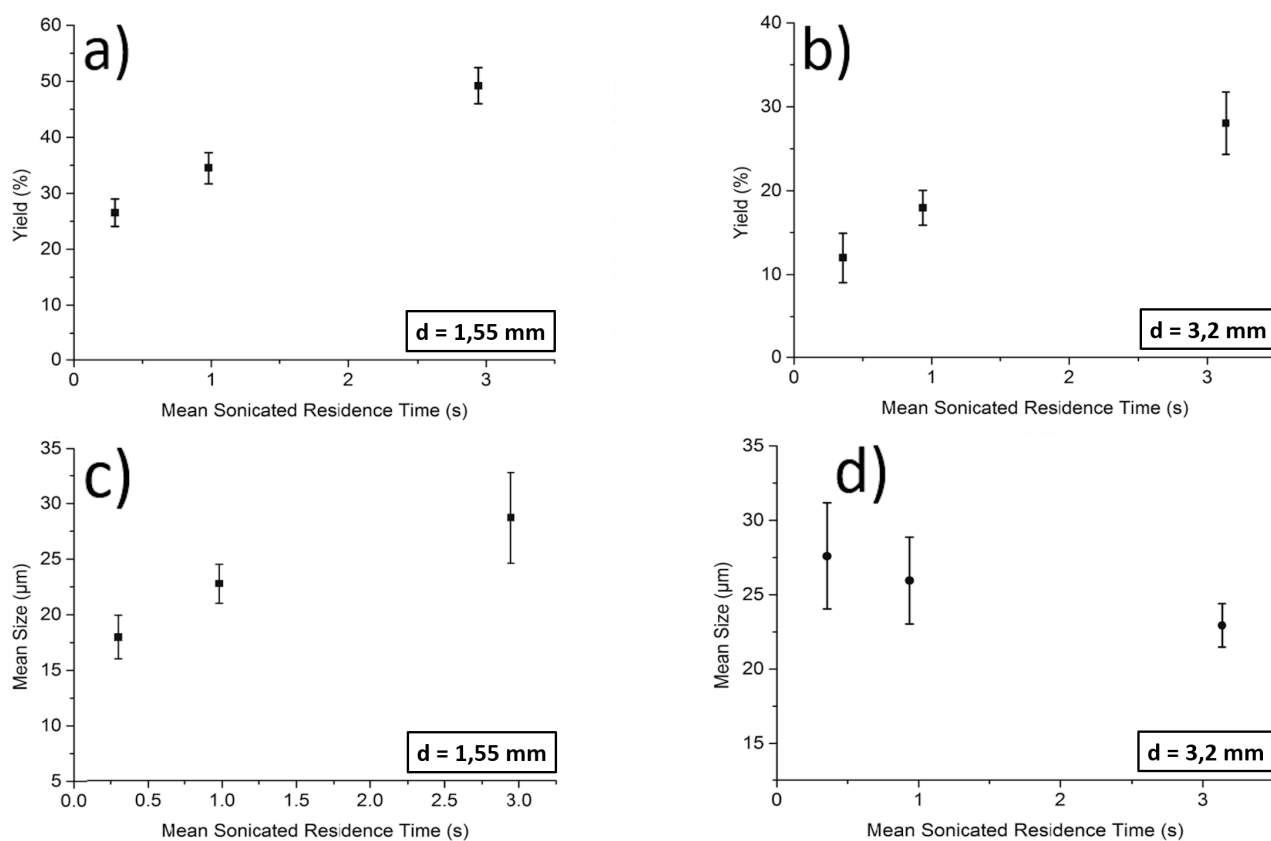 a)
60
50
40
30
20
10
0
Yield (%)
0
1
2
3
Mean Sonicated Residence Time (s)
d = 1,55 mm
b)
40
30
20
10
0
Yield (%)
0
1
2
3
Mean Sonicated Residence Time (s)
d = 3,2 mm
c)
35
30
25
20
15
10
5
Mean Size (µm)
0.0
0.5
1.0
1.5
2.0
2.5
3.0
Mean Sonicated Residence Time (s)
d = 1,55 mm
d)
35
30
25
20
15
Mean Size (µm)
0
1
2
3
Mean Sonicated Residence Time (s)
d = 3,2 mm